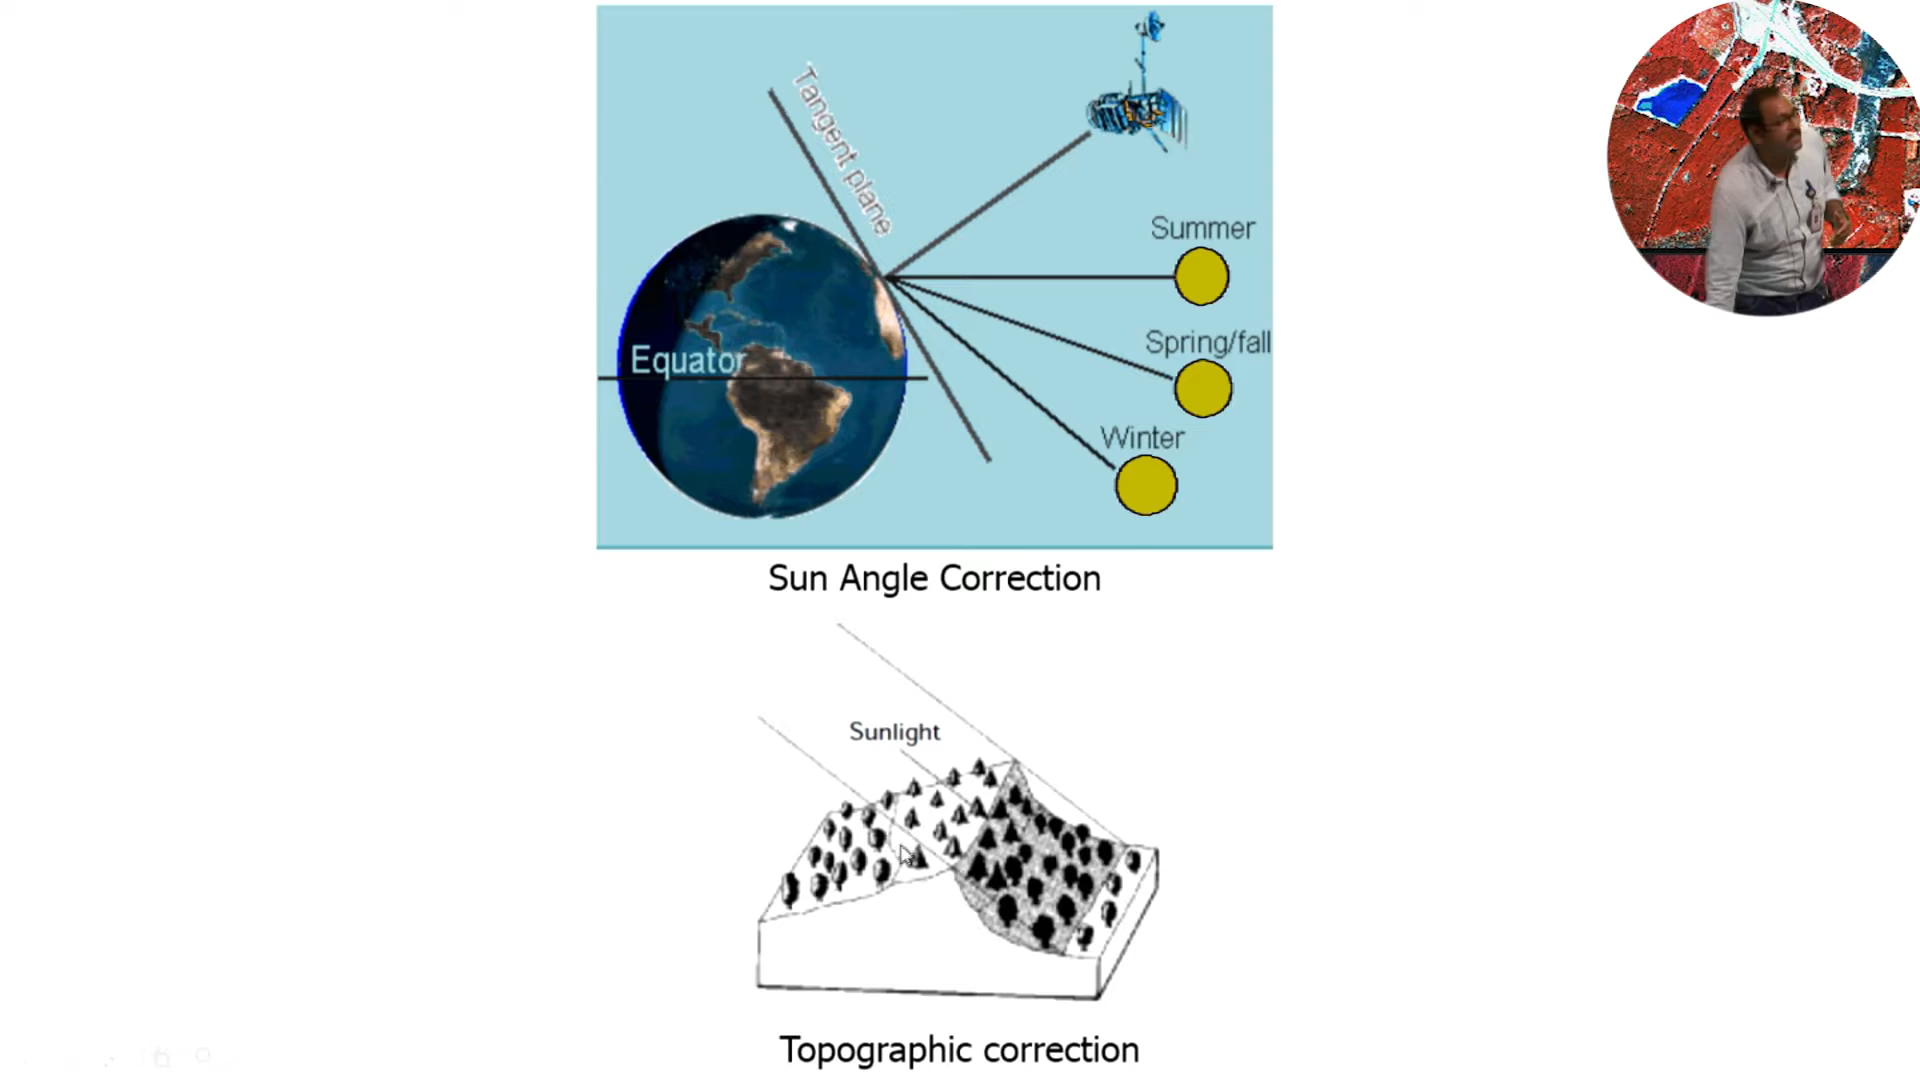 Tangent plane
Summer
Spring/fall
Equator
Winter
Sun Angle Correction
Sunlight
Topographic correction